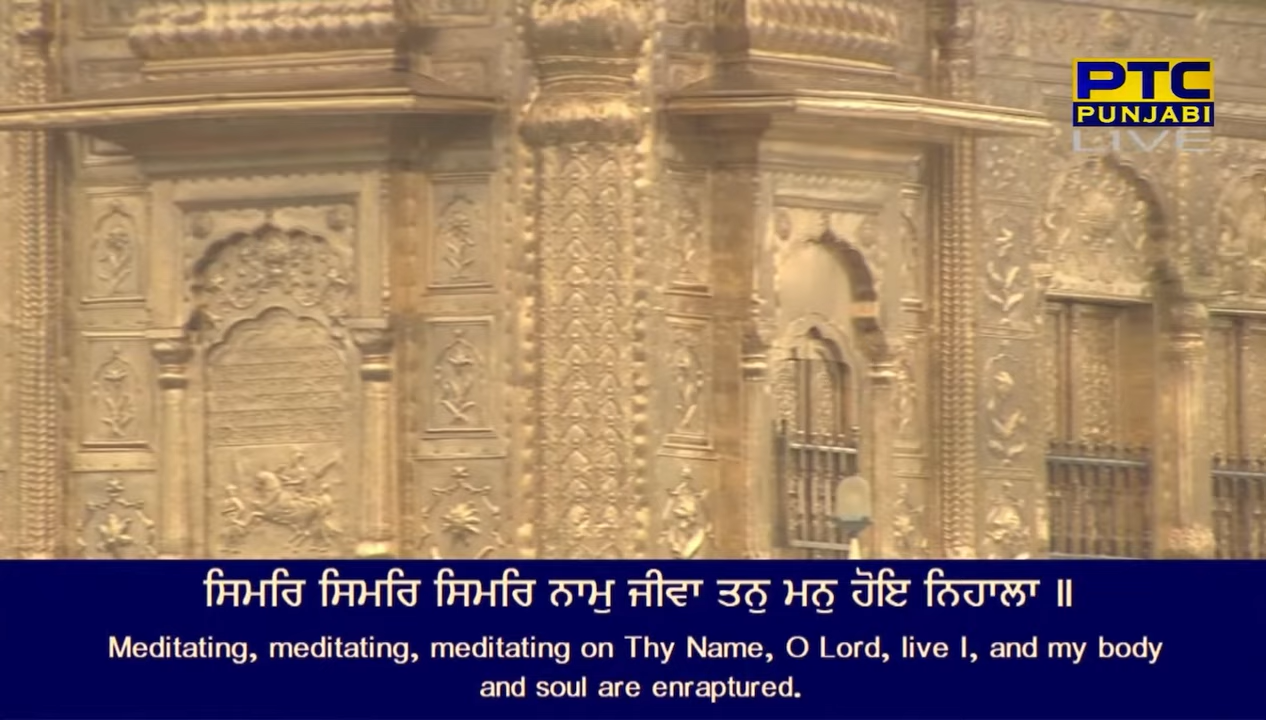 PTC
PUNJABI
LIVE
ਸਿਮਰਿ ਸਿਮਰਿ ਸਿਮਰਿ ਨਾਮੁ ਜੀਵਾ ਤਨੁ ਮਨੁ ਹੋਇ ਨਿਹਾਲਾ ॥
Meditating, meditating, meditating on Thy Name, O Lord, live I, and my body
and soul are enraptured.